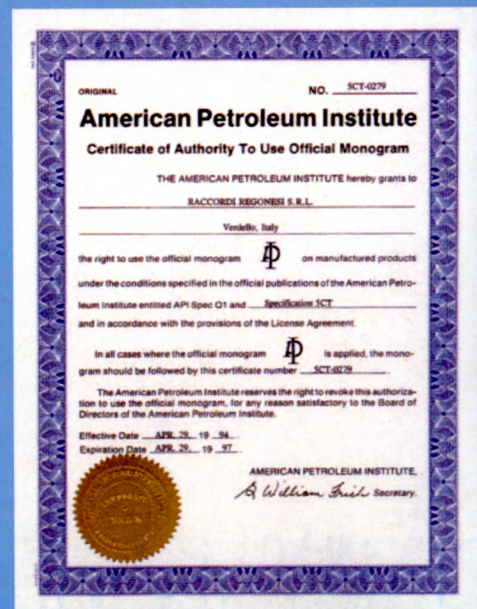 ORIGINAL
NO. 5CT-0279
American Petroleum Institute
Certificate of Authority To Use Official Monogram
THE AMERICAN PETROLEUM INSTITUTE hereby grants to
RACCORDI REGONESI S.R.L.
Verdello, Italy
the right to use the official monogram on manufactured products
under the conditions specified in the official publications of the American Petro-
leum Institute entitled API Spec Q1 and Specification 5CT
and in accordance with the provisions of the License Agreement.
In all cases where the official monogram is applied, the mono-
gram should be followed by this certificate number 5CT-0279.
The American Petroleum Institute reserves the right to revoke this authoriza-
tion to use the official monogram, for any reason satisfactory to the Board of
Directors of the American Petroleum Institute.
Effective Date APR. 29, 19 94.
Expiration Date APR. 29, 19 97.
AMERICAN PETROLEUM INSTITUTE,
William Secretary.